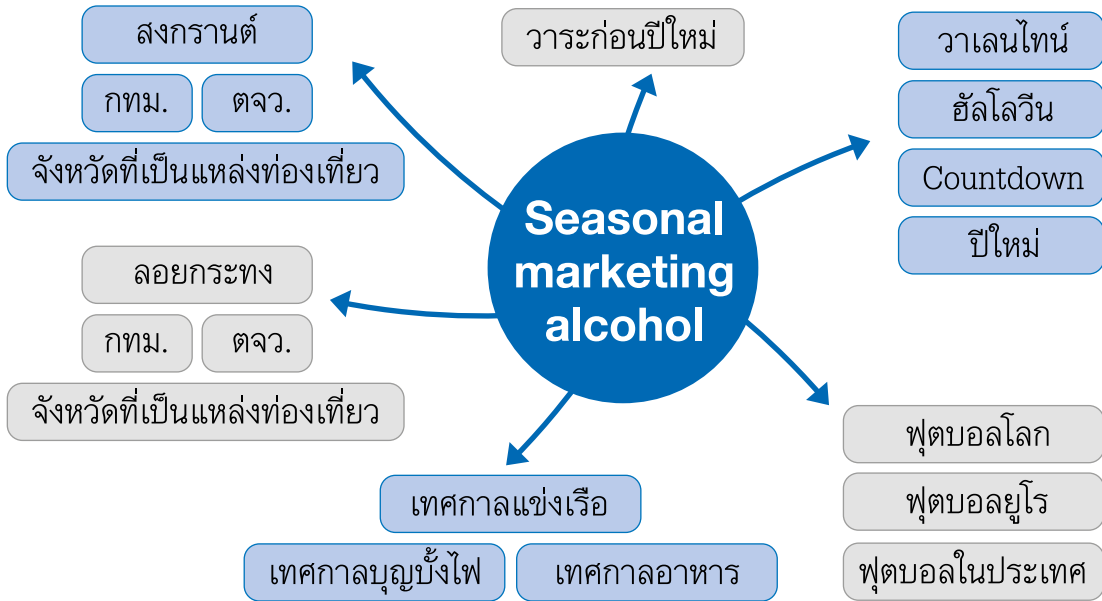 สงกรานต์
กทม. ตจว.
จังหวัดที่เป็นแหล่งท่องเที่ยว
วาระก่อนปีใหม่
วาเลนไทน์
ฮัลโลวีน
Countdown
ปีใหม่
Seasonal
marketing
alcohol
ลอยกระทง
กทม. ตจว.
จังหวัดที่เป็นแหล่งท่องเที่ยว
เทศกาลแข่งเรือ
เทศกาลบุญบั้งไฟ เทศกาลอาหาร
ฟุตบอลโลก
ฟุตบอลยูโร
ฟุตบอลในประเทศ